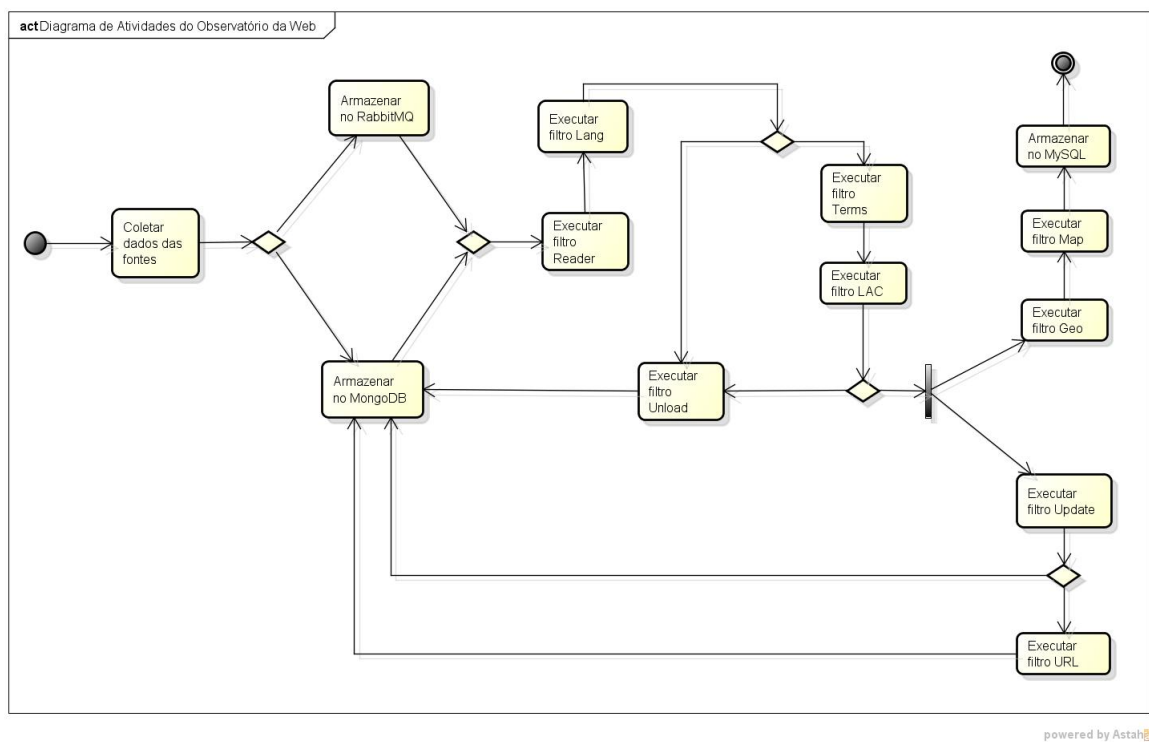 act Diagrama de Atividades do Observatório da Web
Armazenar
no RabbitMQ
Executar
filtro Lang
Armazenar
no MySQL
Executar
filtro
Terms
Coletar
dados das
fontes
Executar
filtro
Reader
Executar
filtro Map
Executar
filtro LAC
Executar
filtro Geo
Armazenar
no MongoDB
Executar
filtro
Unload
Executar
filtro Update
Executar
filtro URL
powered by Astah